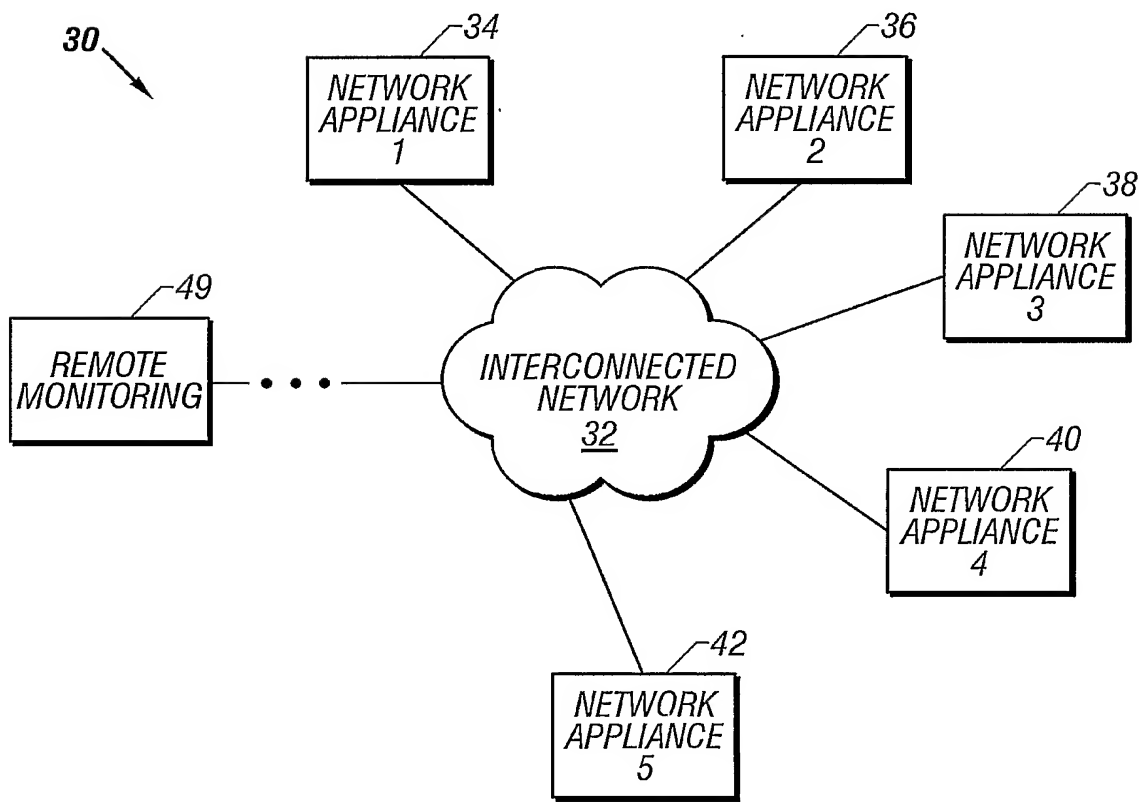 30
34
NETWORK
APPLIANCE
1
36
NETWORK
APPLIANCE
2
38
NETWORK
APPLIANCE
3
49
REMOTE
MONITORING
INTERCONNECTED
NETWORK
32
40
NETWORK
APPLIANCE
4
42
NETWORK
APPLIANCE
5